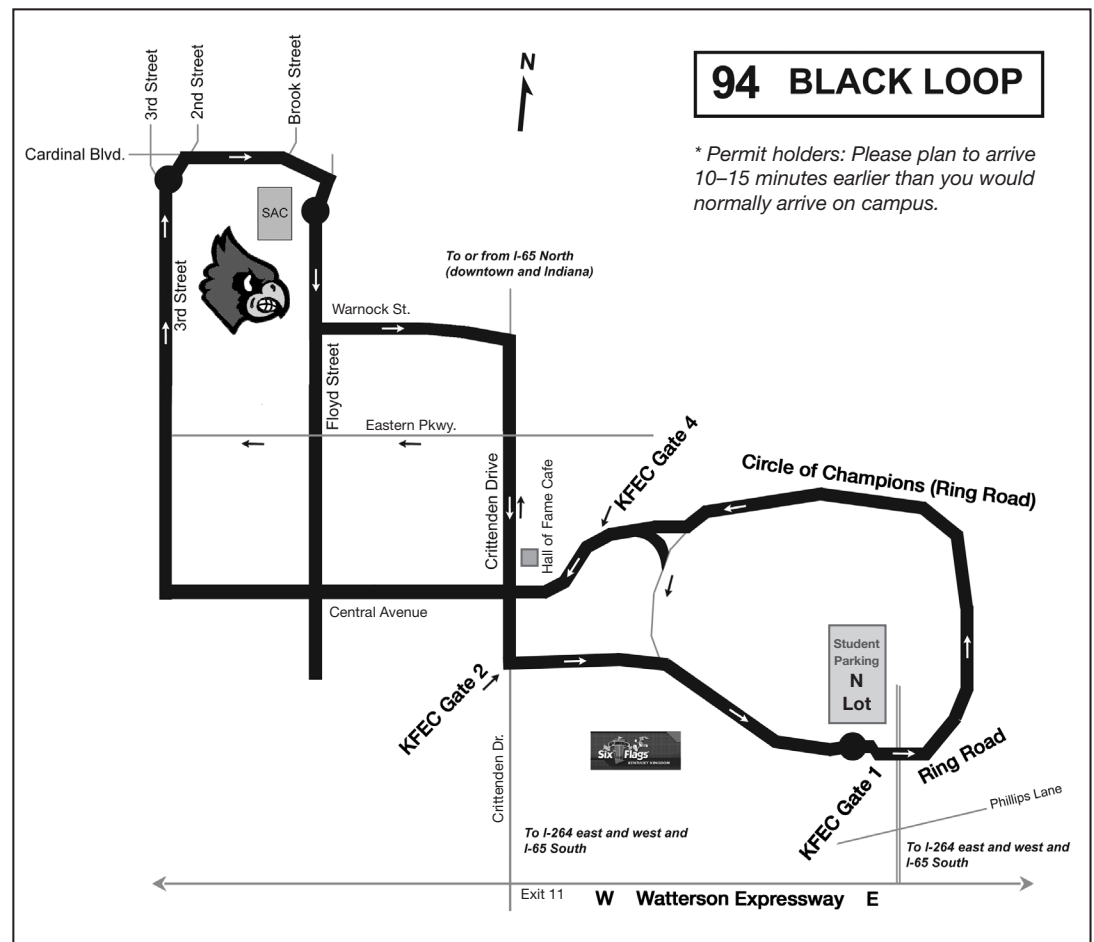 94 BLACK LOOP
* Permit holders: Please plan to arrive
10–15 minutes earlier than you would
normally arrive on campus.
N
3rd Street
2nd Street
Brook Street
Cardinal Blvd.
SAC
To or from I-65 North
(downtown and Indiana)
3rd Street
Warnock St.
Floyd Street
Eastern Pkwy.
Crittenden Drive
Hall of Fame Cafe
KFEC Gate 4
Circle of Champions (Ring Road)
Central Avenue
Student
Parking
N
Lot
KFEC Gate 2
Six Flags
KENTUCKY KINGDOM
Crittenden Dr.
KFEC Gate 1
Ring Road
Phillips Lane
To I-264 east and west and
I-65 South
To I-264 east and west and
I-65 South
Exit 11
W Watterson Expressway E